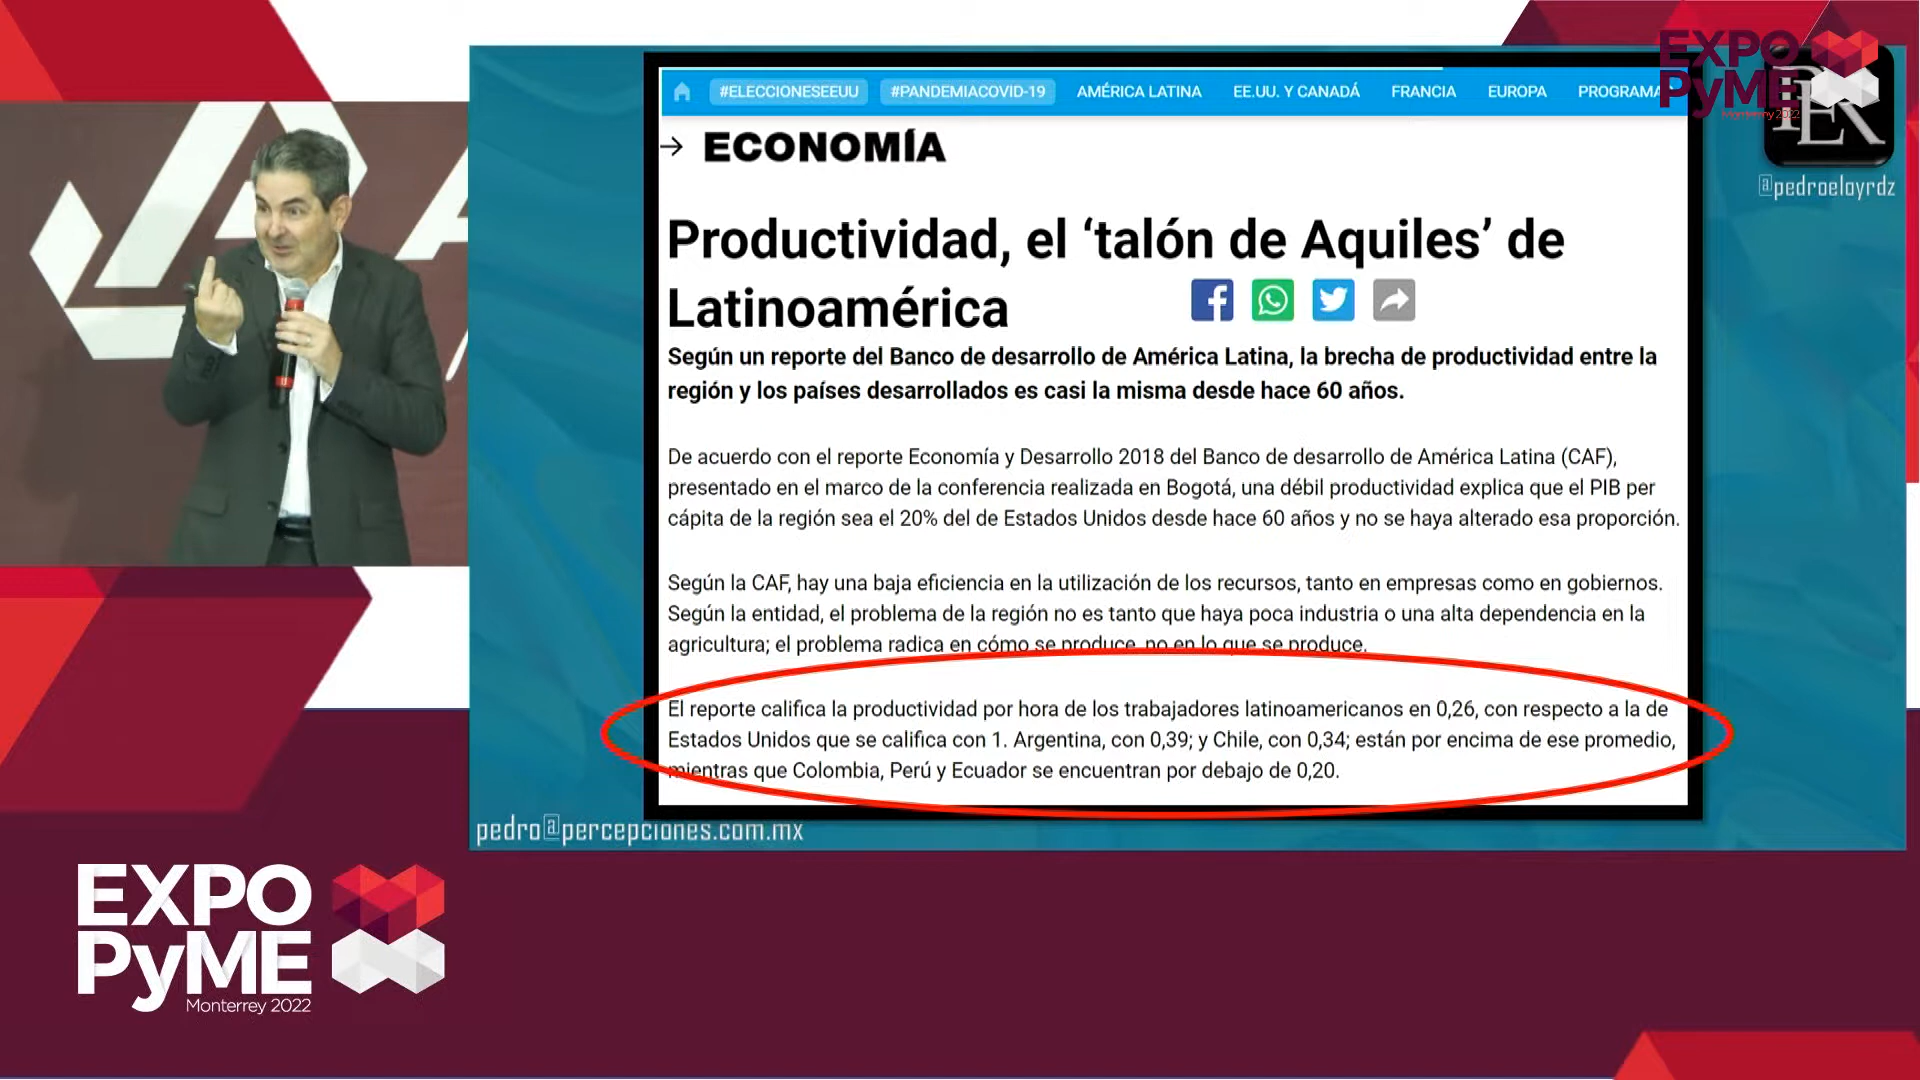 #ELECCIONESEEUU #PANDEMIACOVID-19 AMÉRICA LATINA EE.UU. Y CANADÁ FRANCIA EUROPA
EXPO
PyME
Monterrey 2022
PER
@pedroeloyrdz
→ ECONOMÍA
Productividad, el ‘talón de Aquiles’ de
Latinoamérica
Según un reporte del Banco de desarrollo de América Latina, la brecha de productividad entre la
región y los países desarrollados es casi la misma desde hace 60 años.
De acuerdo con el reporte Economía y Desarrollo 2018 del Banco de desarrollo de América Latina (CAF),
presentado en el marco de la conferencia realizada en Bogotá, una débil productividad explica que el PIB per
cápita de la región sea el 20% del de Estados Unidos desde hace 60 años y no se haya alterado esa proporción.
Según la CAF, hay una baja eficiencia en la utilización de los recursos, tanto en empresas como en gobiernos.
Según la entidad, el problema de la región no es tanto que haya poca industria o una alta dependencia en la
agricultura; el problema radica en cómo se produce, no en lo que se produce.
El reporte califica la productividad por hora de los trabajadores latinoamericanos en 0,26, con respecto a la de
Estados Unidos que se califica con 1. Argentina, con 0,39; y Chile, con 0,34; están por encima de ese promedio,
mientras que Colombia, Perú y Ecuador se encuentran por debajo de 0,20.
pedro@percepciones.com.mx
EXPO
PyME
Monterrey 2022